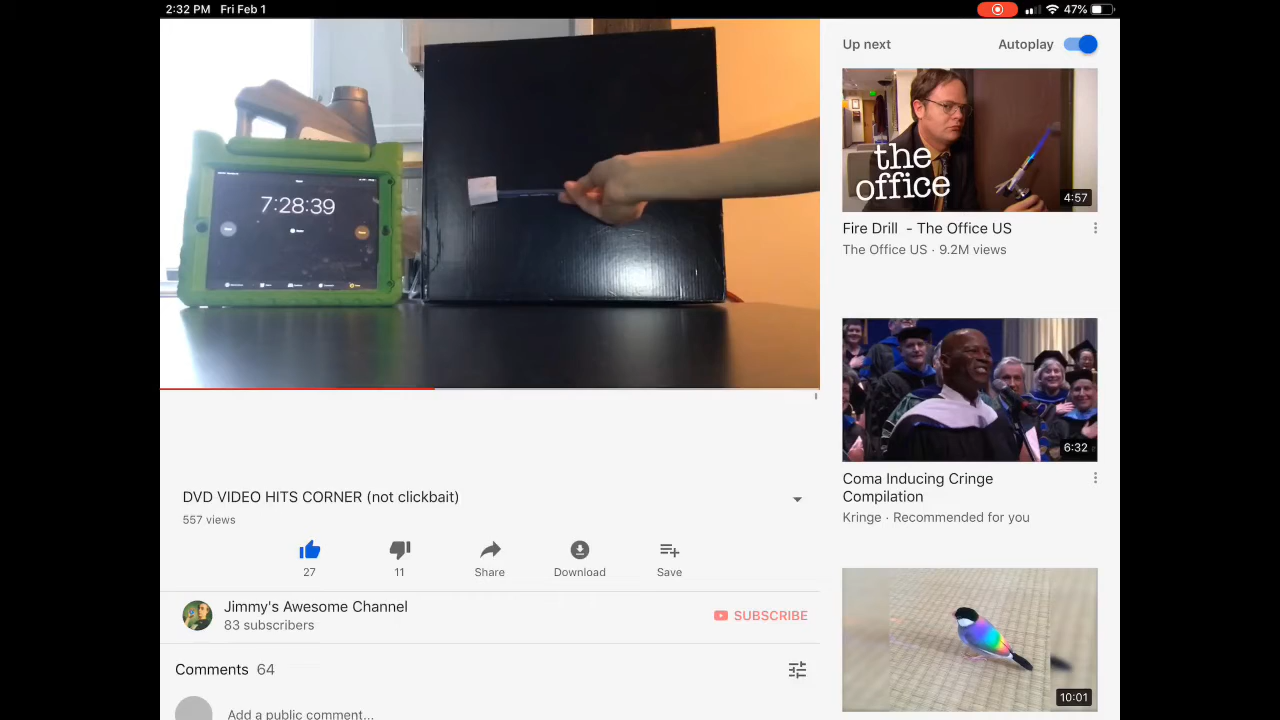 2:32 PM Fri Feb 1
47%
7:28:39
Up next
Autoplay
the
office
4:57
Fire Drill - The Office US
The Office US · 9.2M views
6:32
Coma Inducing Cringe
Compilation
Kringe · Recommended for you
10:01
DVD VIDEO HITS CORNER (not clickbait)
557 views
27
11
Share
Download
Save
Jimmy's Awesome Channel
83 subscribers
SUBSCRIBE
Comments 64
Add a public comment...